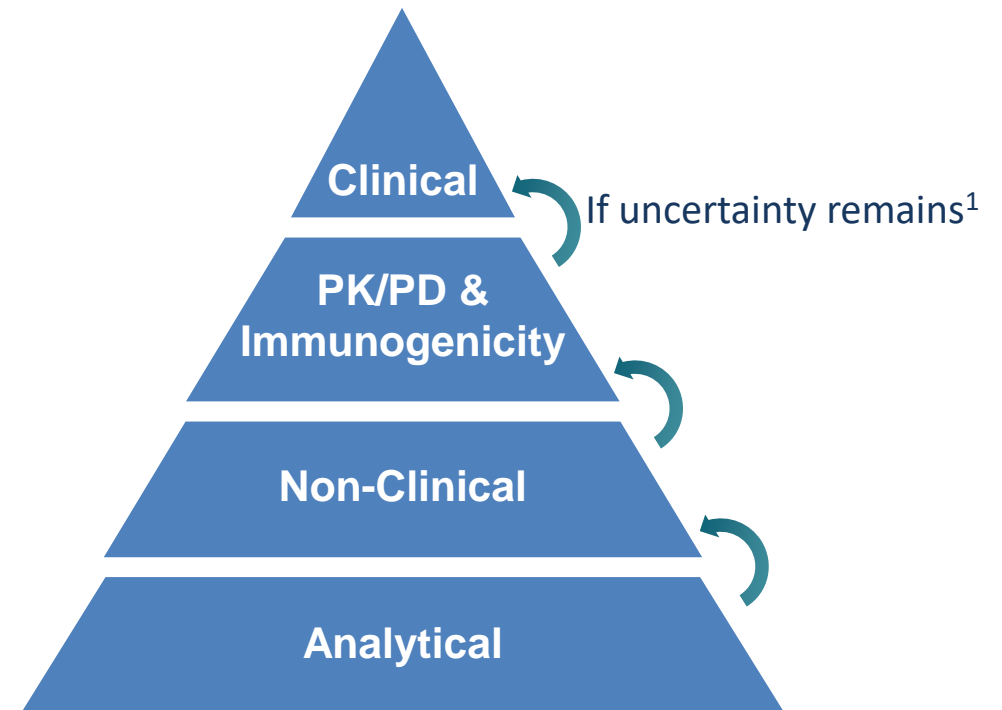 Clinical
If uncertainty remains¹
PK/PD &
Immunogenicity
Non-Clinical
Analytical